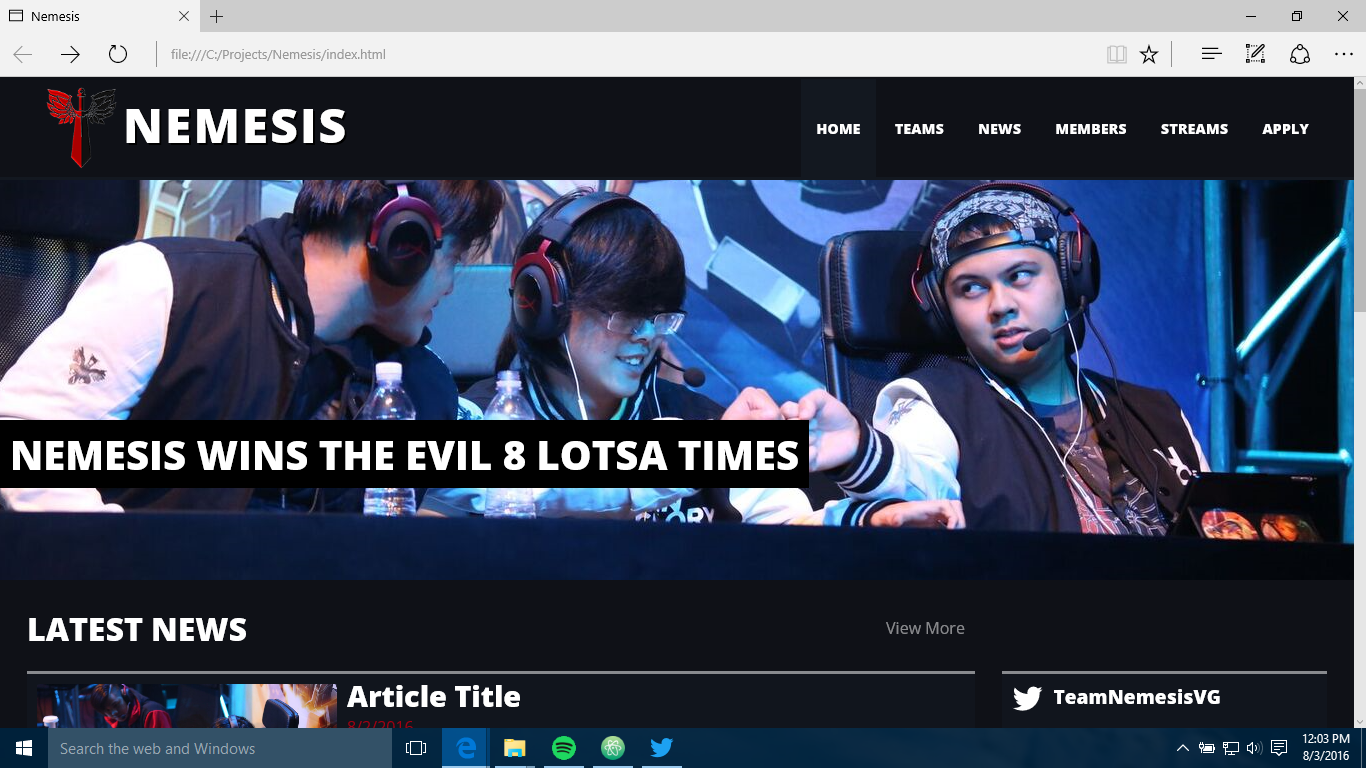 Nemesis
file:///C:/Projects/Nemesis/index.html
NEMESIS
HOME TEAMS NEWS MEMBERS STREAMS APPLY
NEMESIS WINS THE EVIL 8 LOTSA TIMES
LATEST NEWS
View More
Article Title
8/2/2016
TeamNemesisVG
Search the web and Windows
12:03 PM
8/3/2016